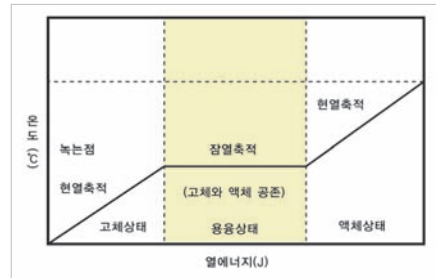 온도 (℃)
현열축적
녹는점
잠열축적
현열축적
(고체와 액체 공존)
고체상태
용융상태
액체상태
열에너지(J)